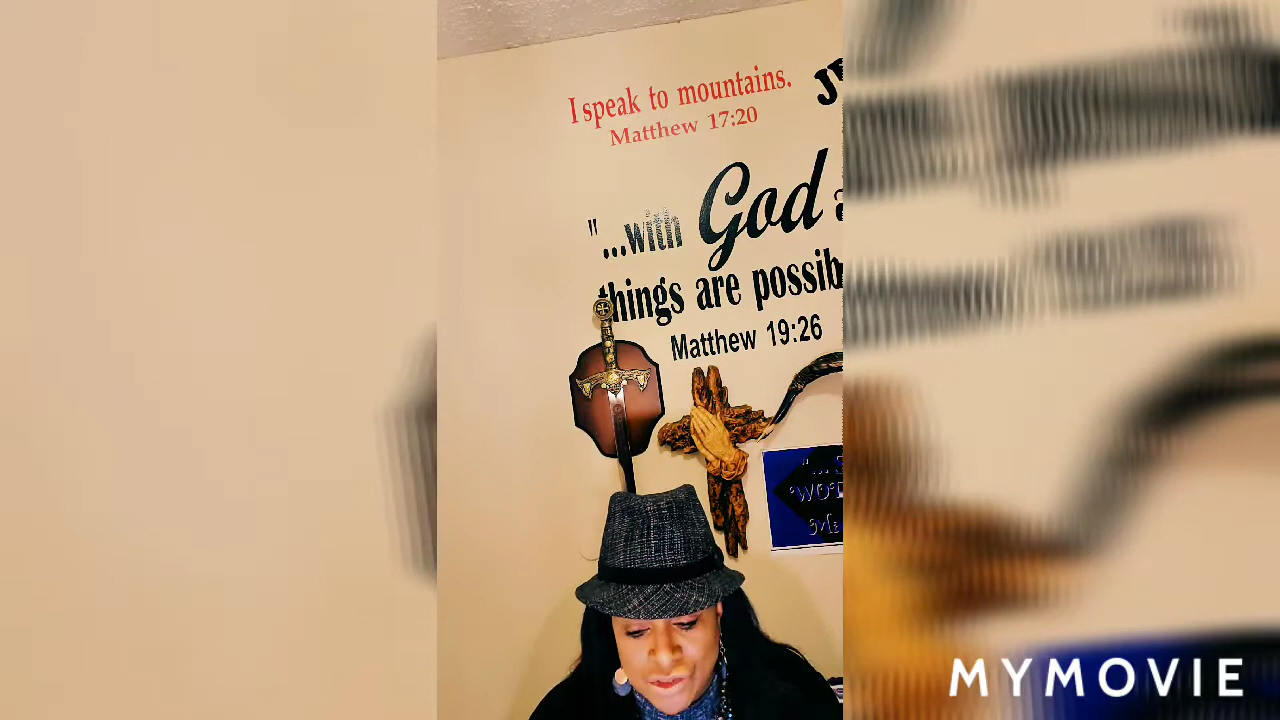 I speak to mountains.
Matthew 17:20
"...with God
things are possib
Matthew 19:26
MYMOVIE